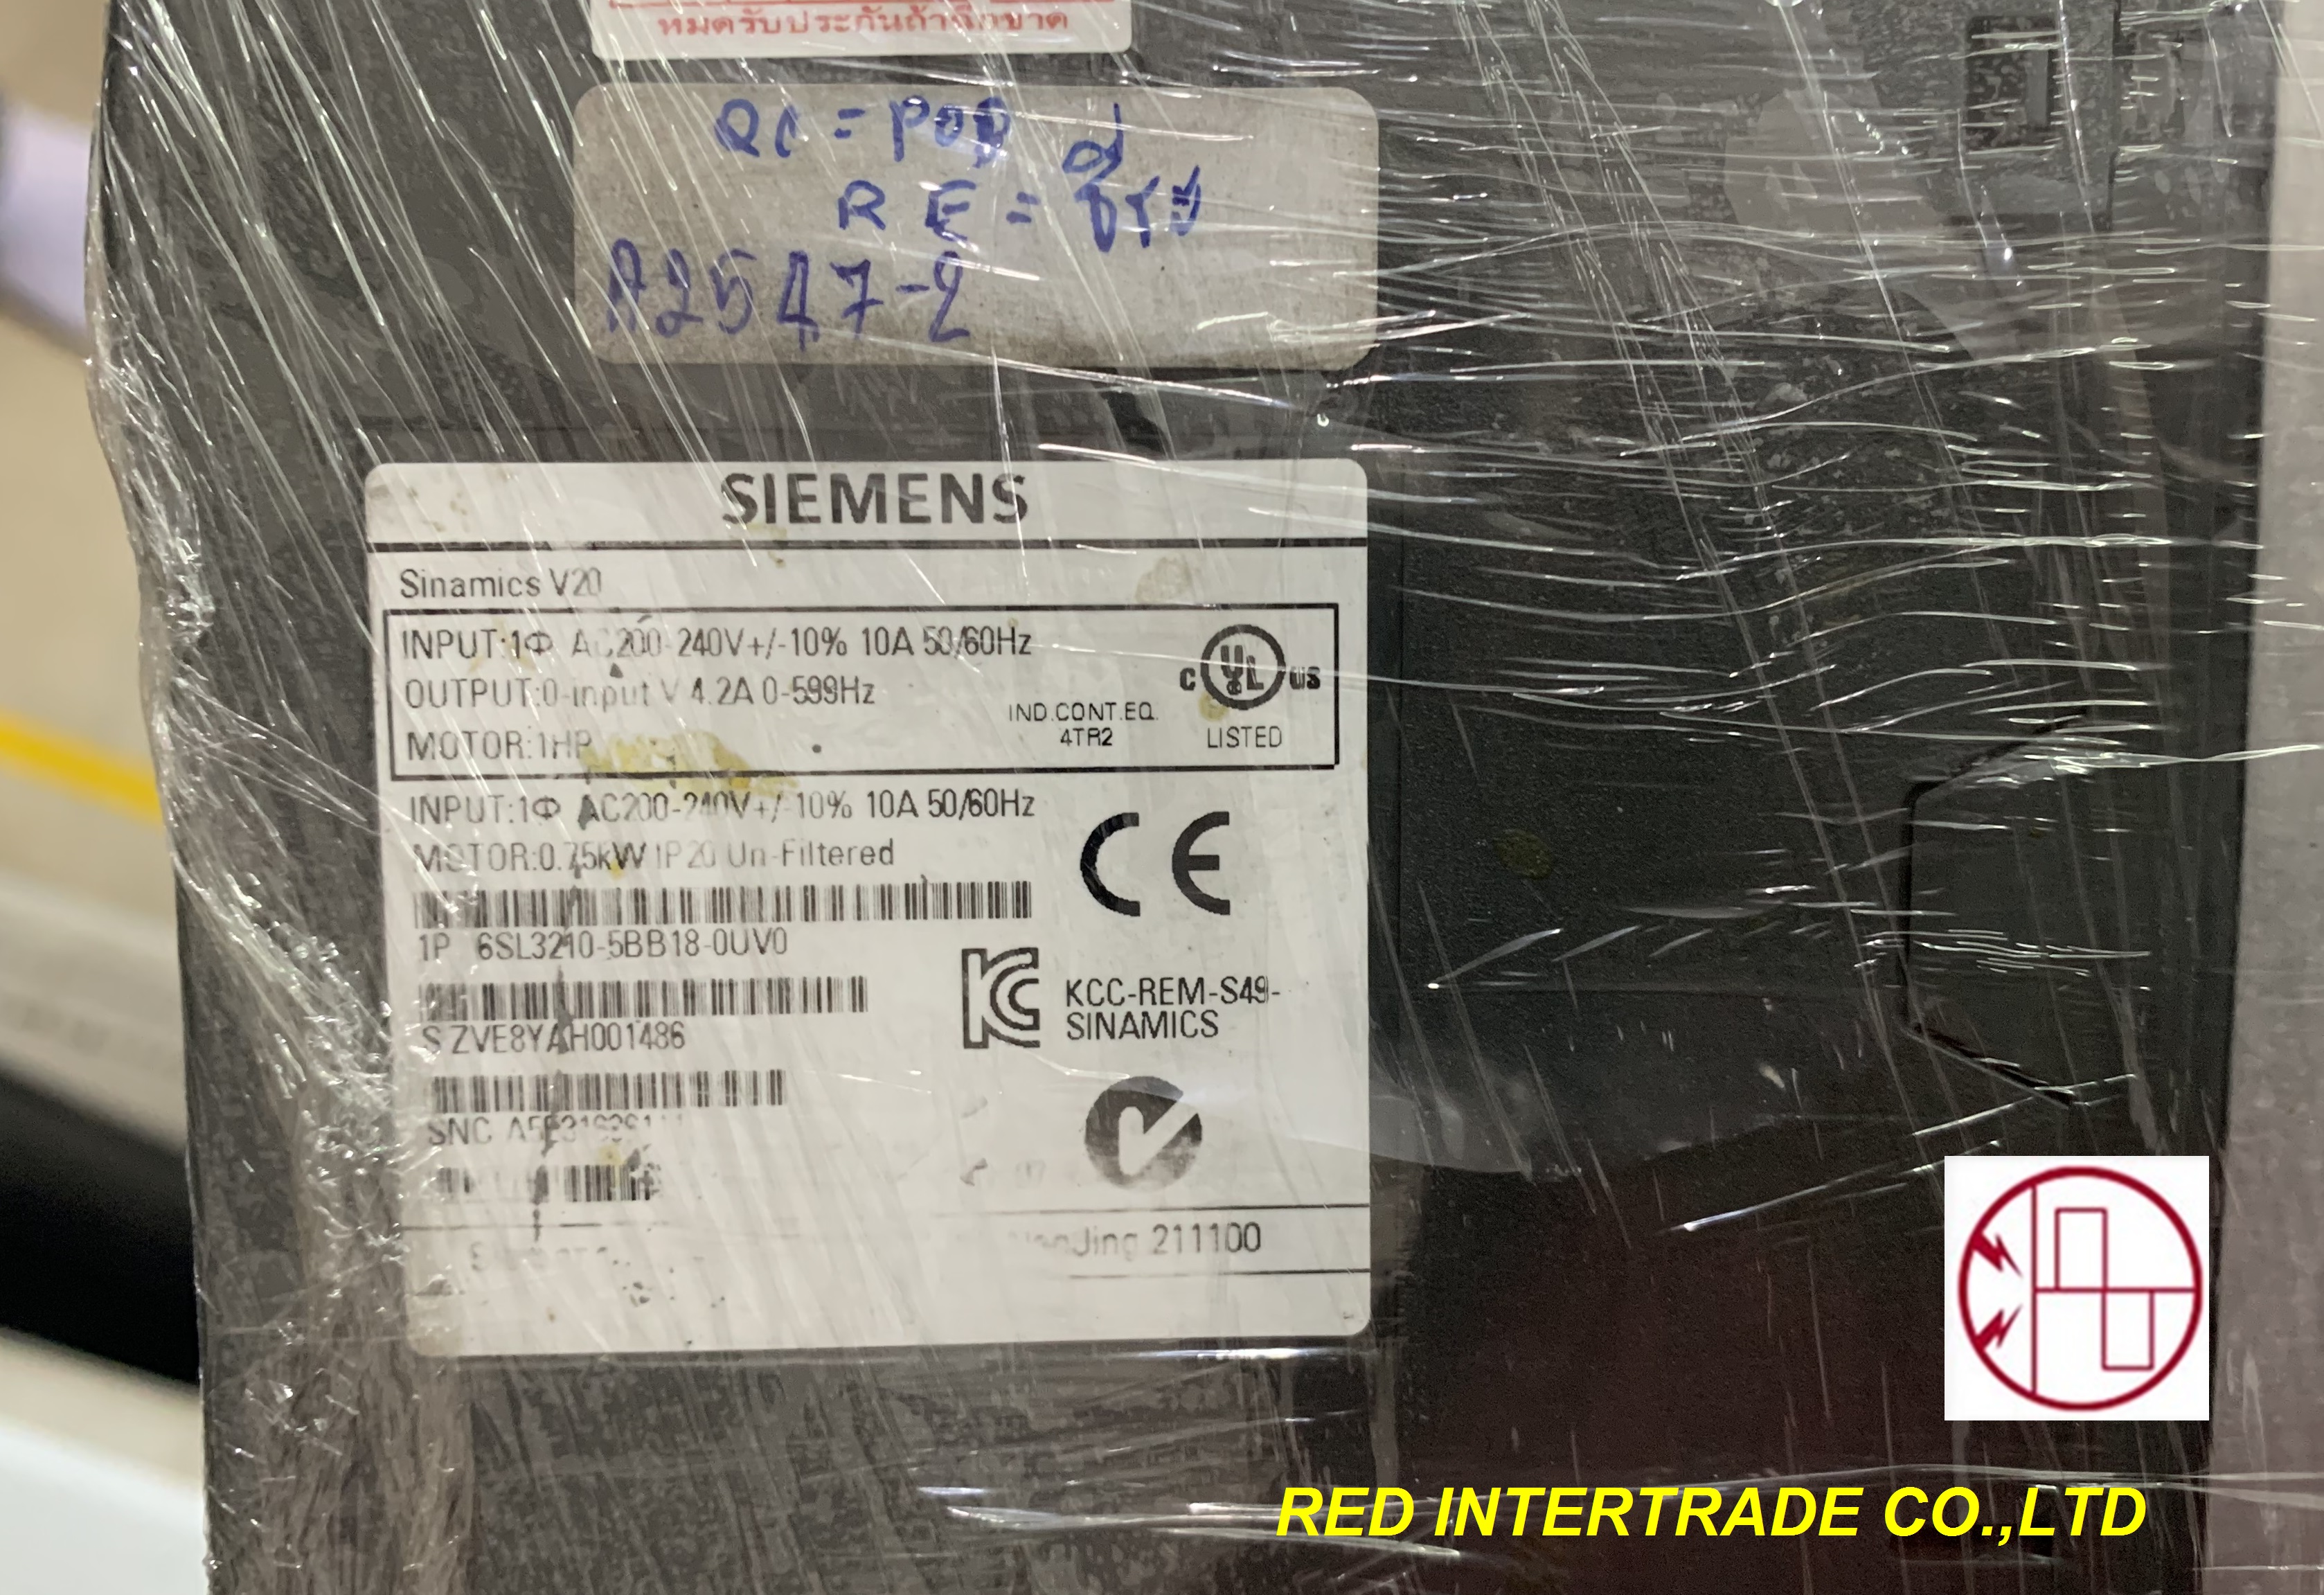 หมดรับประกันถ้าฉีกขาด
QC = POP
RE =
A2547-2
SIEMENS
Sinamics V20
INPUT:1Φ AC200-240V+/-10% 10A 50/60Hz
OUTPUT:0-input V 4.2A 0-599Hz
MOTOR:1HP
IND.CONT.EQ.
4TR2
C UL US
LISTED
INPUT:1Φ AC200-240V+/-10% 10A 50/60Hz
MOTOR:0.75kW IP20 Un-Filtered
CE
1P 6SL3210-5BB18-0UV0
KCC-REM-S49-
SINAMICS
S ZVE8YAH001486
SNC
NanJing 211100
RED INTERTRADE CO.,LTD